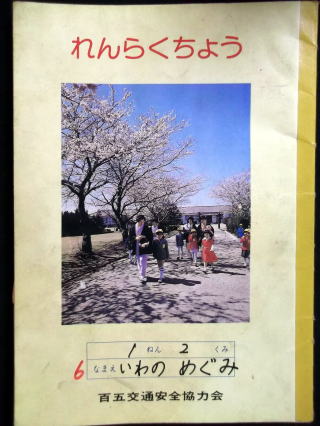 れんらくちょう
1 ねん 2 くみ
6 なまえ いわの めぐみ
百五交通安全協力会